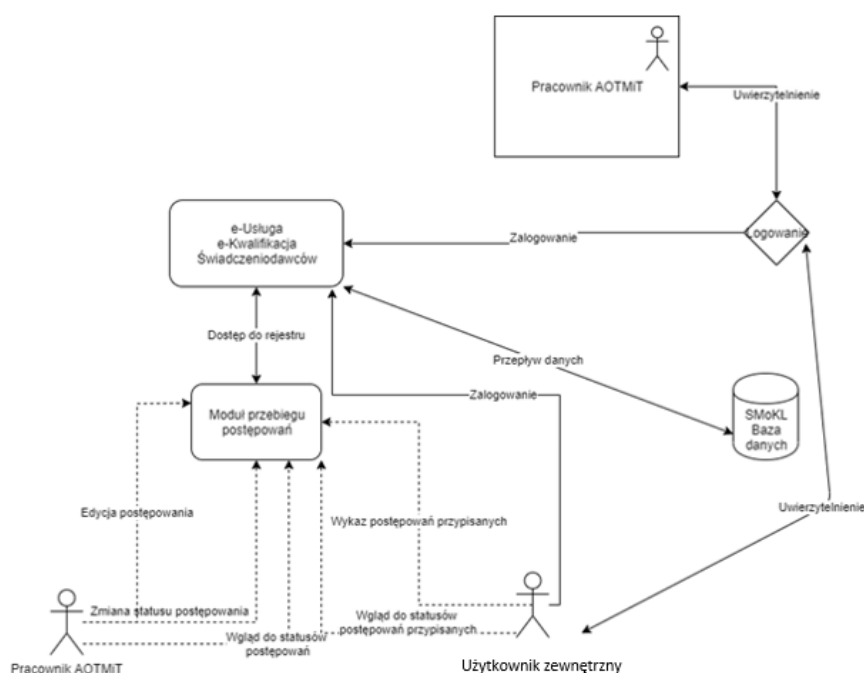 Pracownik AOTMiT
Uwierzytelnienie
e-Usługa
e-Kwalifikacja
Świadczeniodawców
Zalogowanie
Logowanie
Dostęp do rejestru
Przepływ danych
Moduł przebiegu
postępowań
Zalogowanie
SMoKL
Baza
danych
Edycja postępowania
Wykaz postępowań przypisanych
Uwierzytelnienie
Zmiana statusu postępowania
Wgląd do statusów
postępowań
Wgląd do statusów
postępowań przypisanych
Pracownik AOTMiT
Użytkownik zewnętrzny